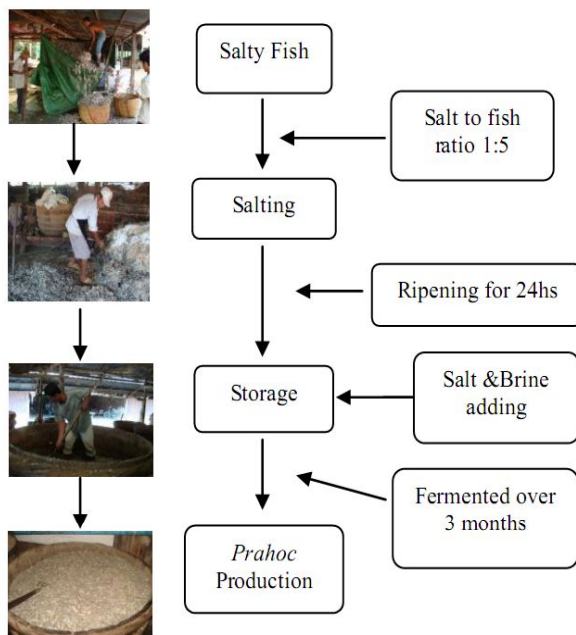 Salty Fish
Salt to fish
ratio 1:5
Salting
Ripening for 24hs
Storage
Salt &Brine
adding
Fermented over
3 months
Prahoc
Production